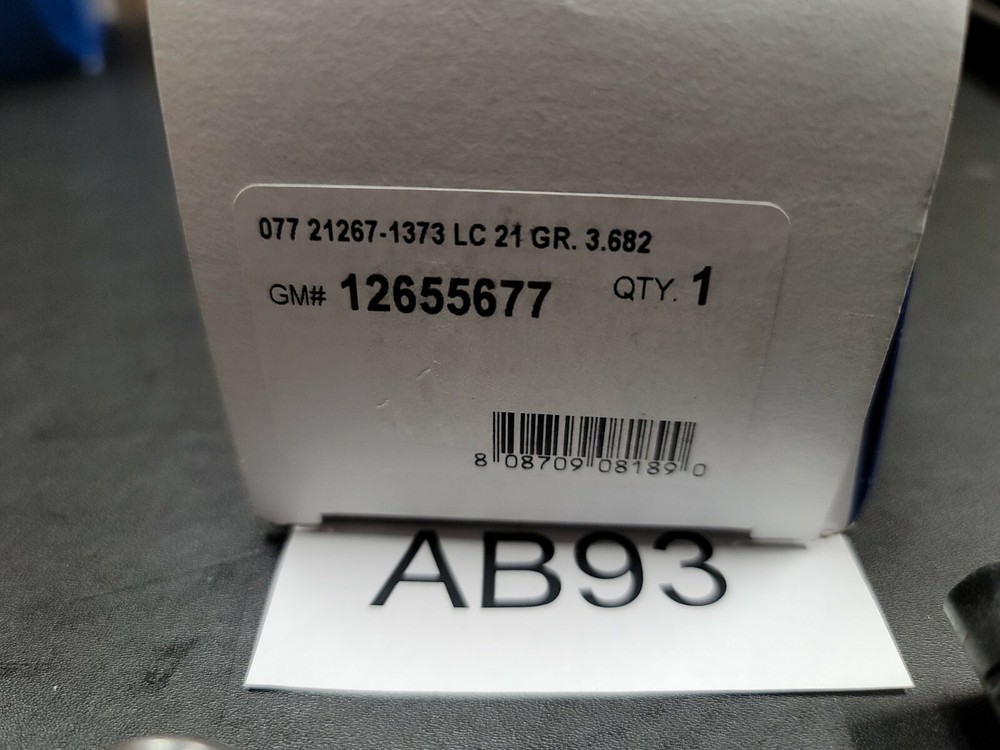 077 21267-1373 LC 21 GR. 3.682
GM# 12655677 QTY. 1
8 08709 08189 0
AB93